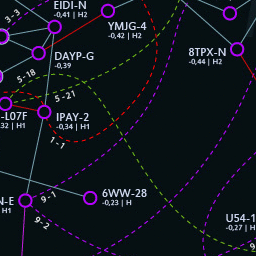 EIDI-N
-0,41 | H2
3-3
YMJG-4
-0,42 | H2
8TPX-N
-0,44 | H2
DAYP-G
-0,39
5-18
5-21
-L07F
,32 | H1
IPAY-2
-0,34 | H1
1-1
6WW-28
-0,23 | H
N-E
H1
9-1
9-2
U54-1
-0,27 | H
9